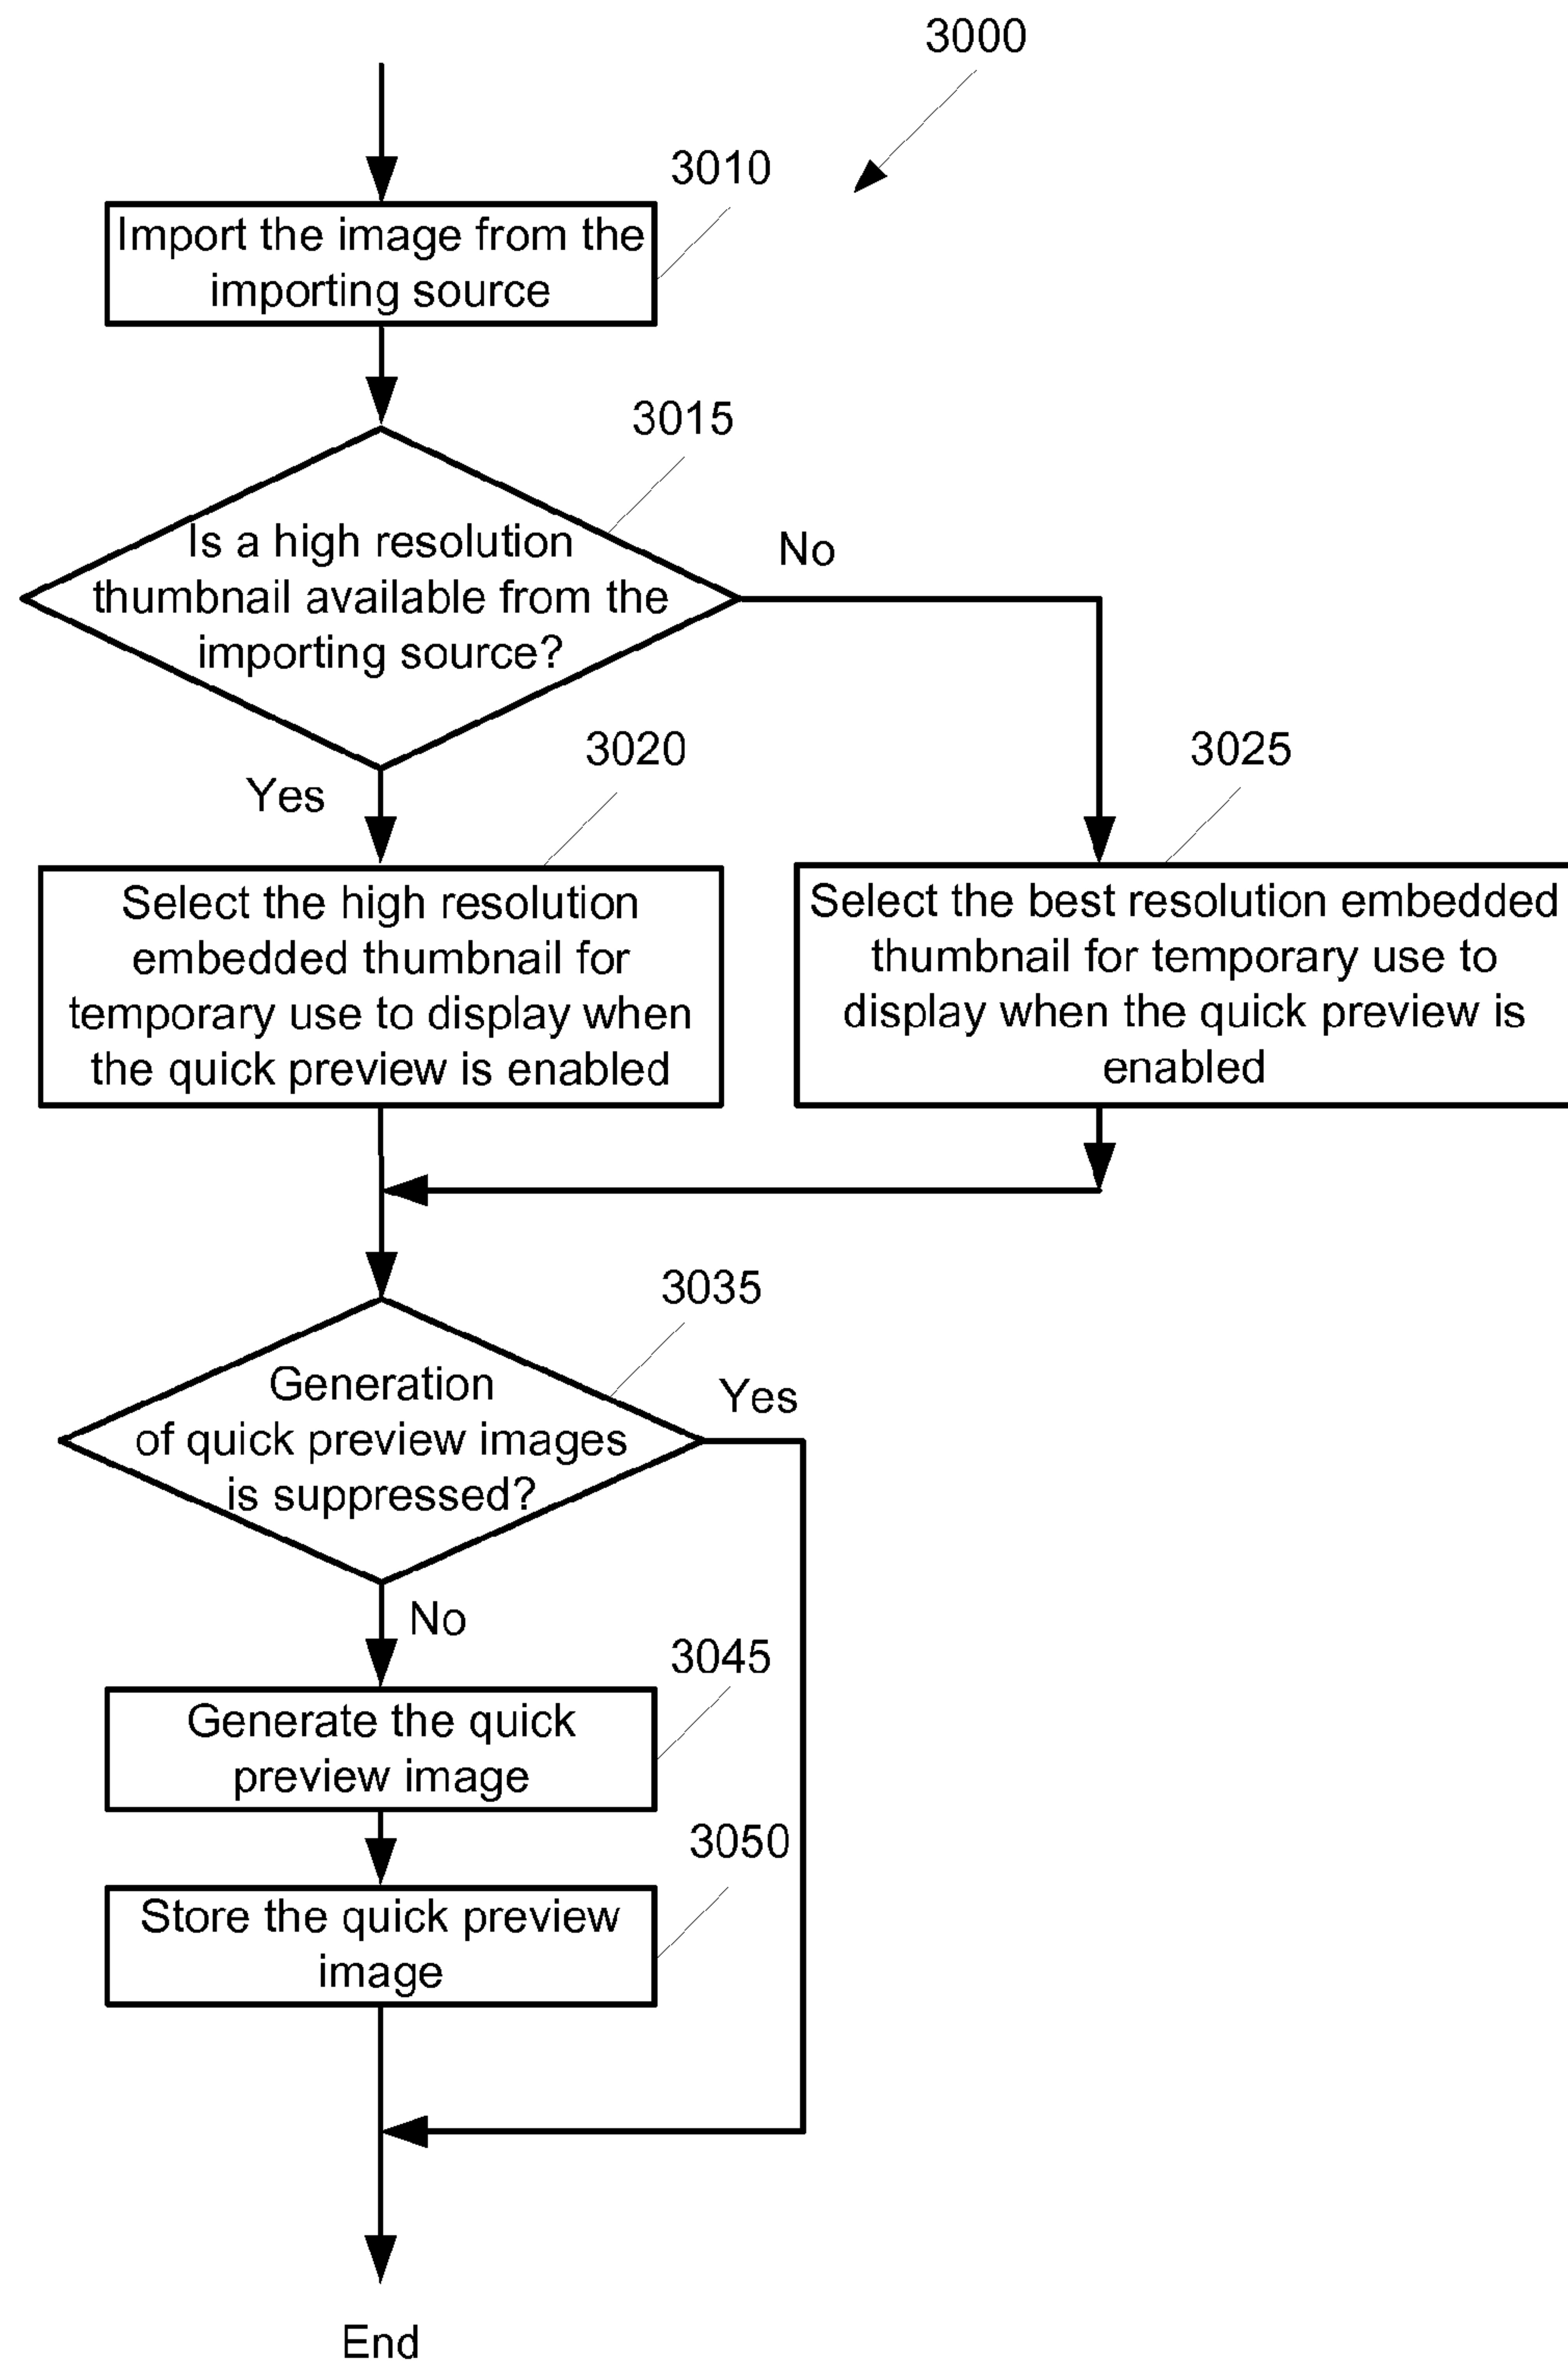 3000
3010
Import the image from the
importing source
3015
Is a high resolution
thumbnail available from the
importing source?
No
Yes
3020
Select the high resolution
embedded thumbnail for
temporary use to display when
the quick preview is enabled
3025
Select the best resolution embedded
thumbnail for temporary use to
display when the quick preview is
enabled
3035
Generation
of quick preview images
is suppressed?
Yes
No
3045
Generate the quick
preview image
3050
Store the quick preview
image
End